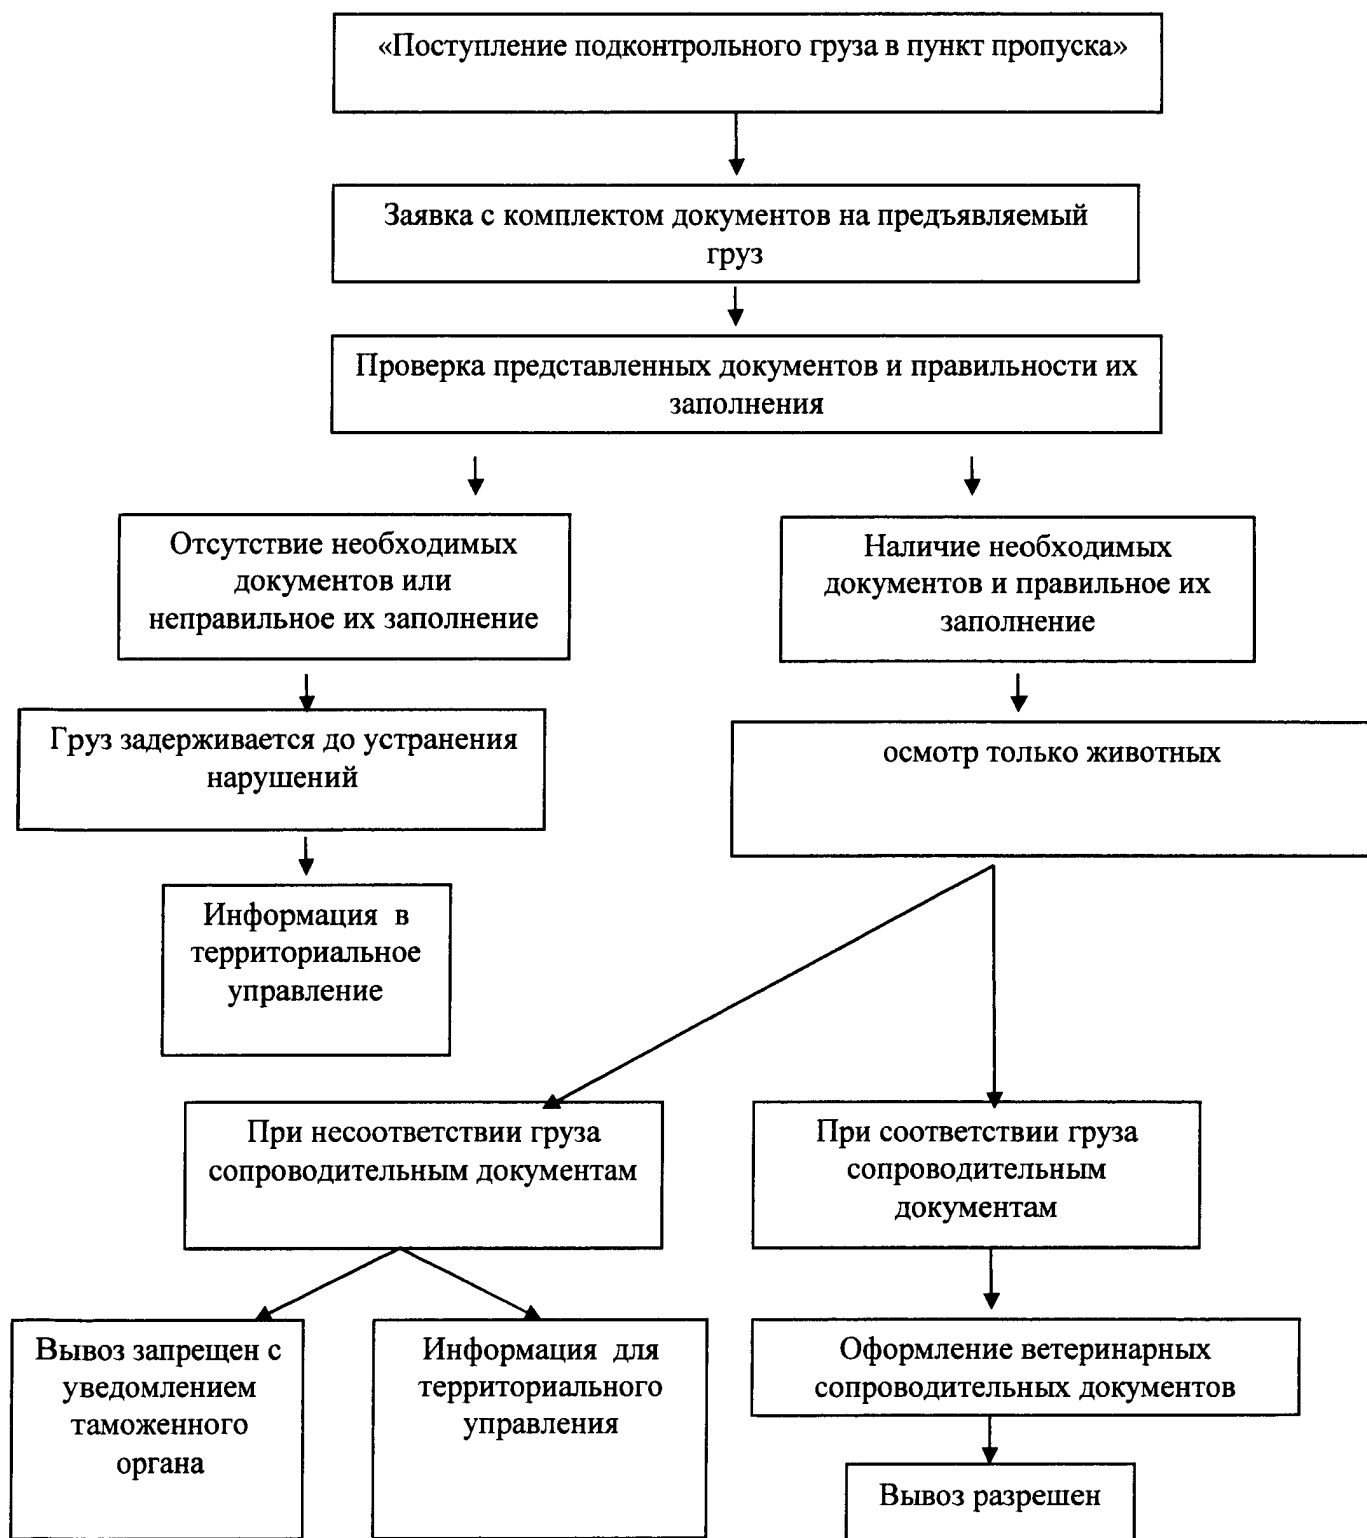 «Поступление подконтрольного груза в пункт пропуска»
Заявка с комплектом документов на предъявляемый
груз
Проверка представленных документов и правильности их
заполнения
Отсутствие необходимых
документов или
неправильное их заполнение
Наличие необходимых
документов и правильное их
заполнение
Груз задерживается до устранения
нарушений
осмотр только животных
Информация в
территориальное
управление
При несоответствии груза
сопроводительным документам
При соответствии груза
сопроводительным
документам
Вывоз запрещен с
уведомлением
таможенного
органа
Информация для
территориального
управления
Оформление ветеринарных
сопроводительных документов
Вывоз разрешен